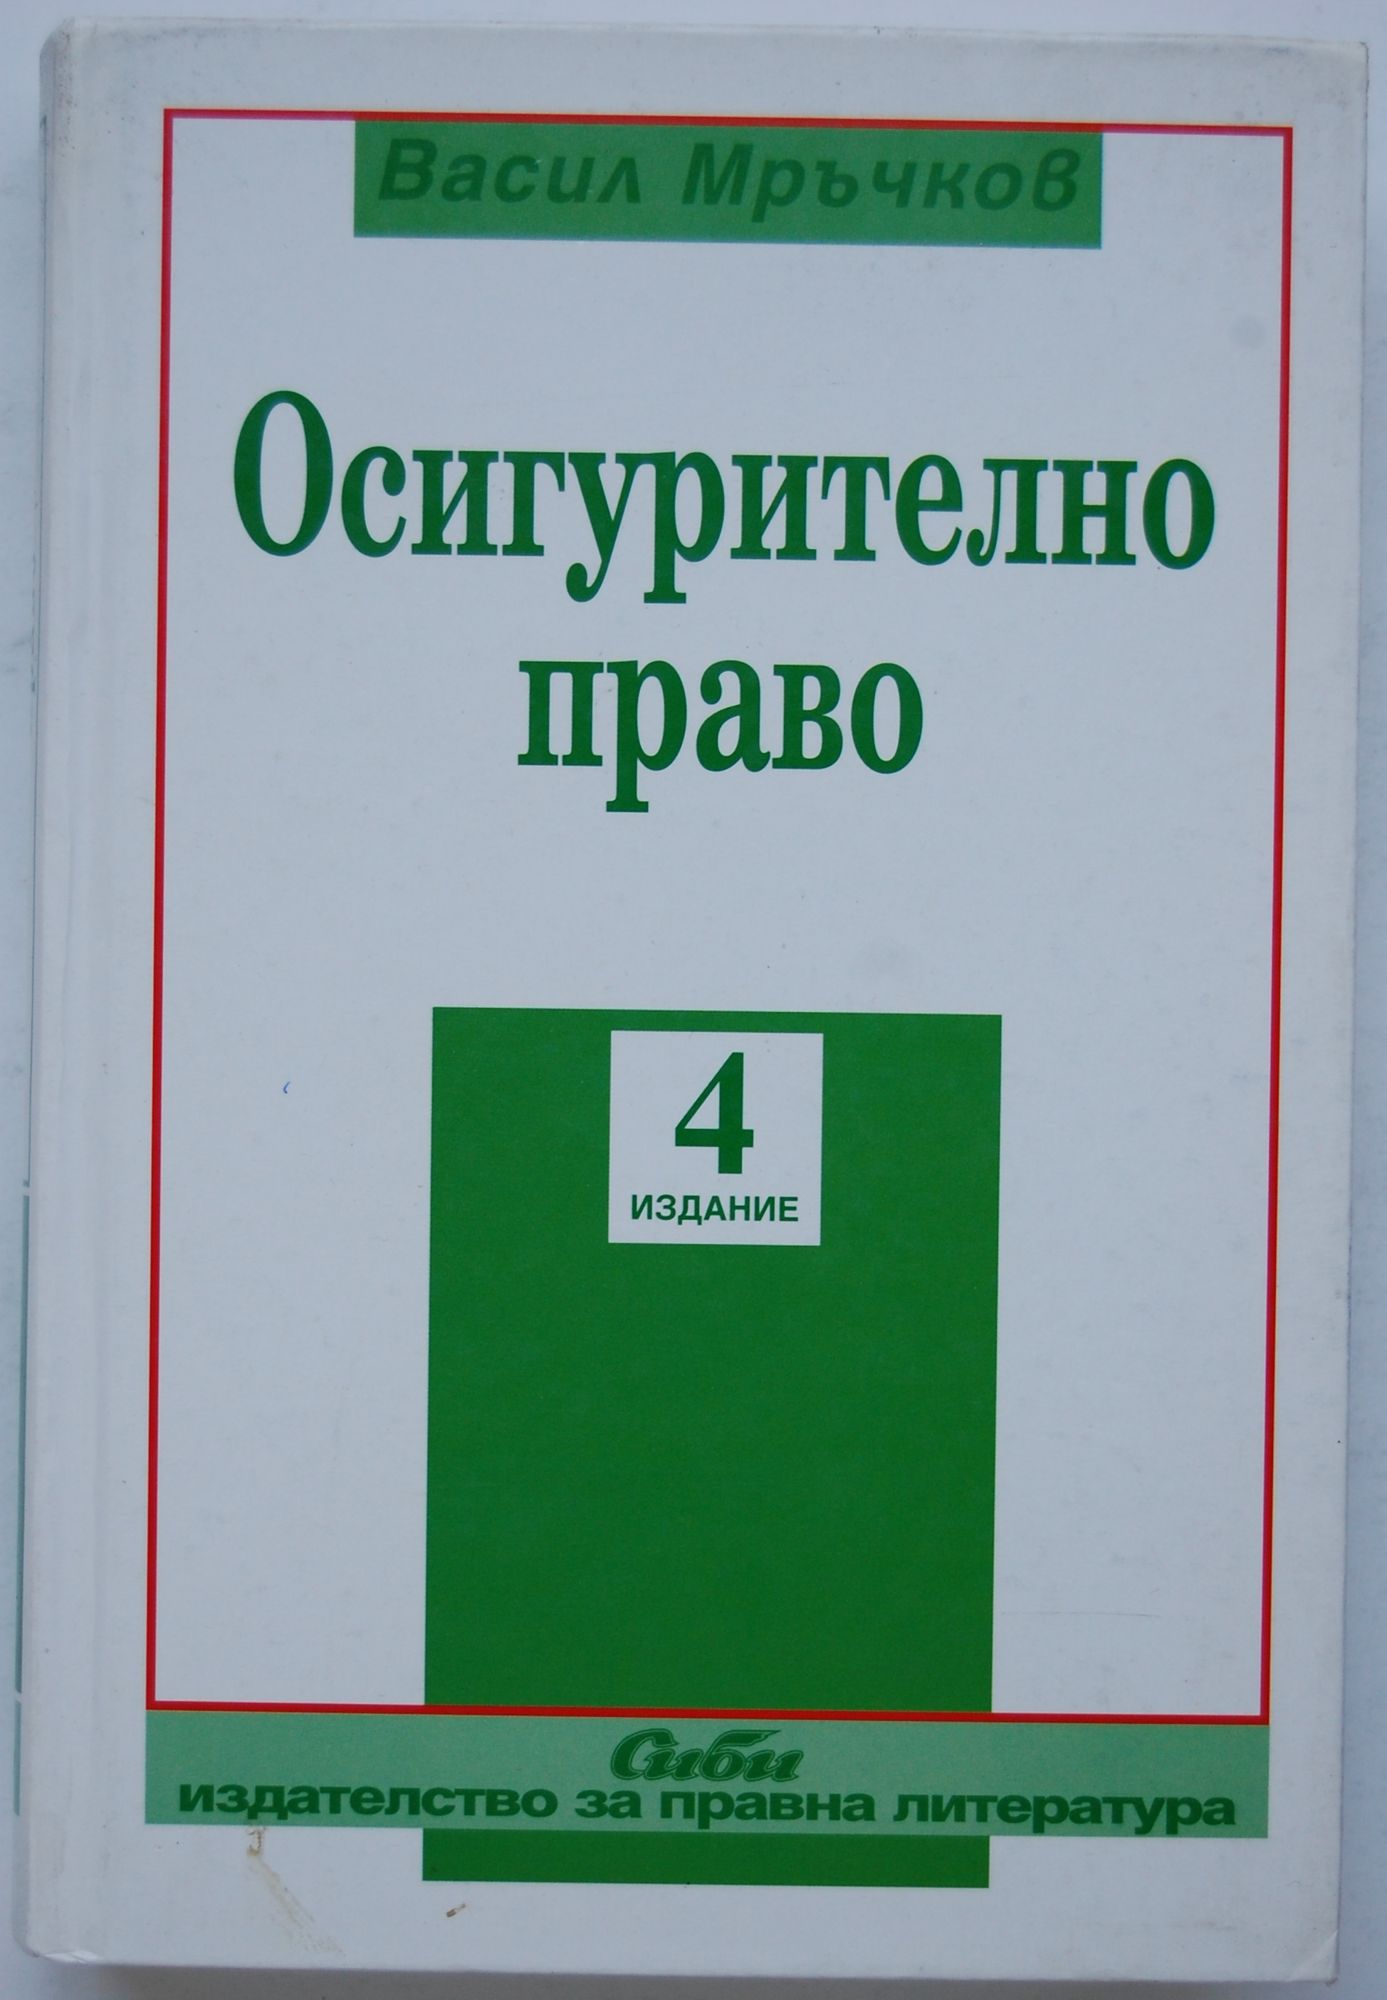 Васил Мръчков
Осигурително
право
4
ИЗДАНИЕ
Сиби
издателство за правна литература